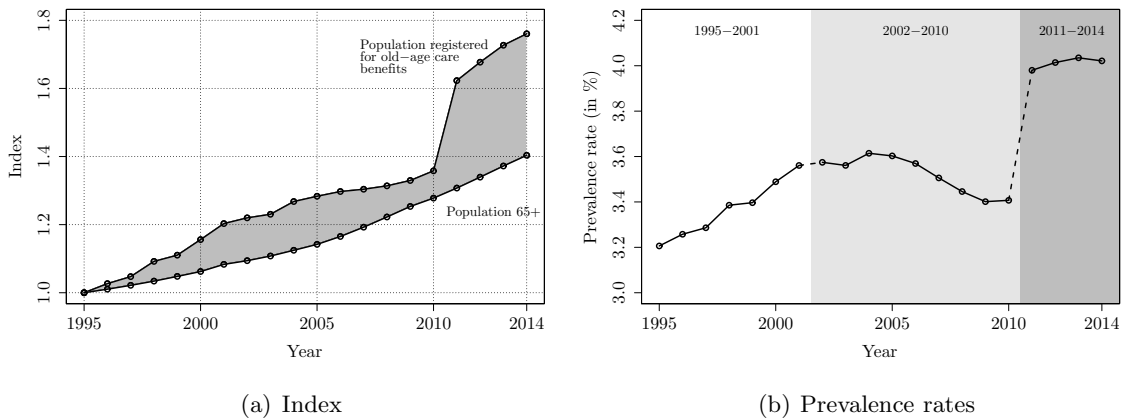 1.0 1.2 1.4 1.6 1.8
Index
Population registered
for old−age care
benefits
Population 65+
1995 2000 2005 2010 2014
Year
(a) Index
3.0 3.2 3.4 3.6 3.8 4.0 4.2
Prevalence rate (in %)
1995−2001 2002−2010 2011−2014
1995 2000 2005 2010 2014
Year
(b) Prevalence rates